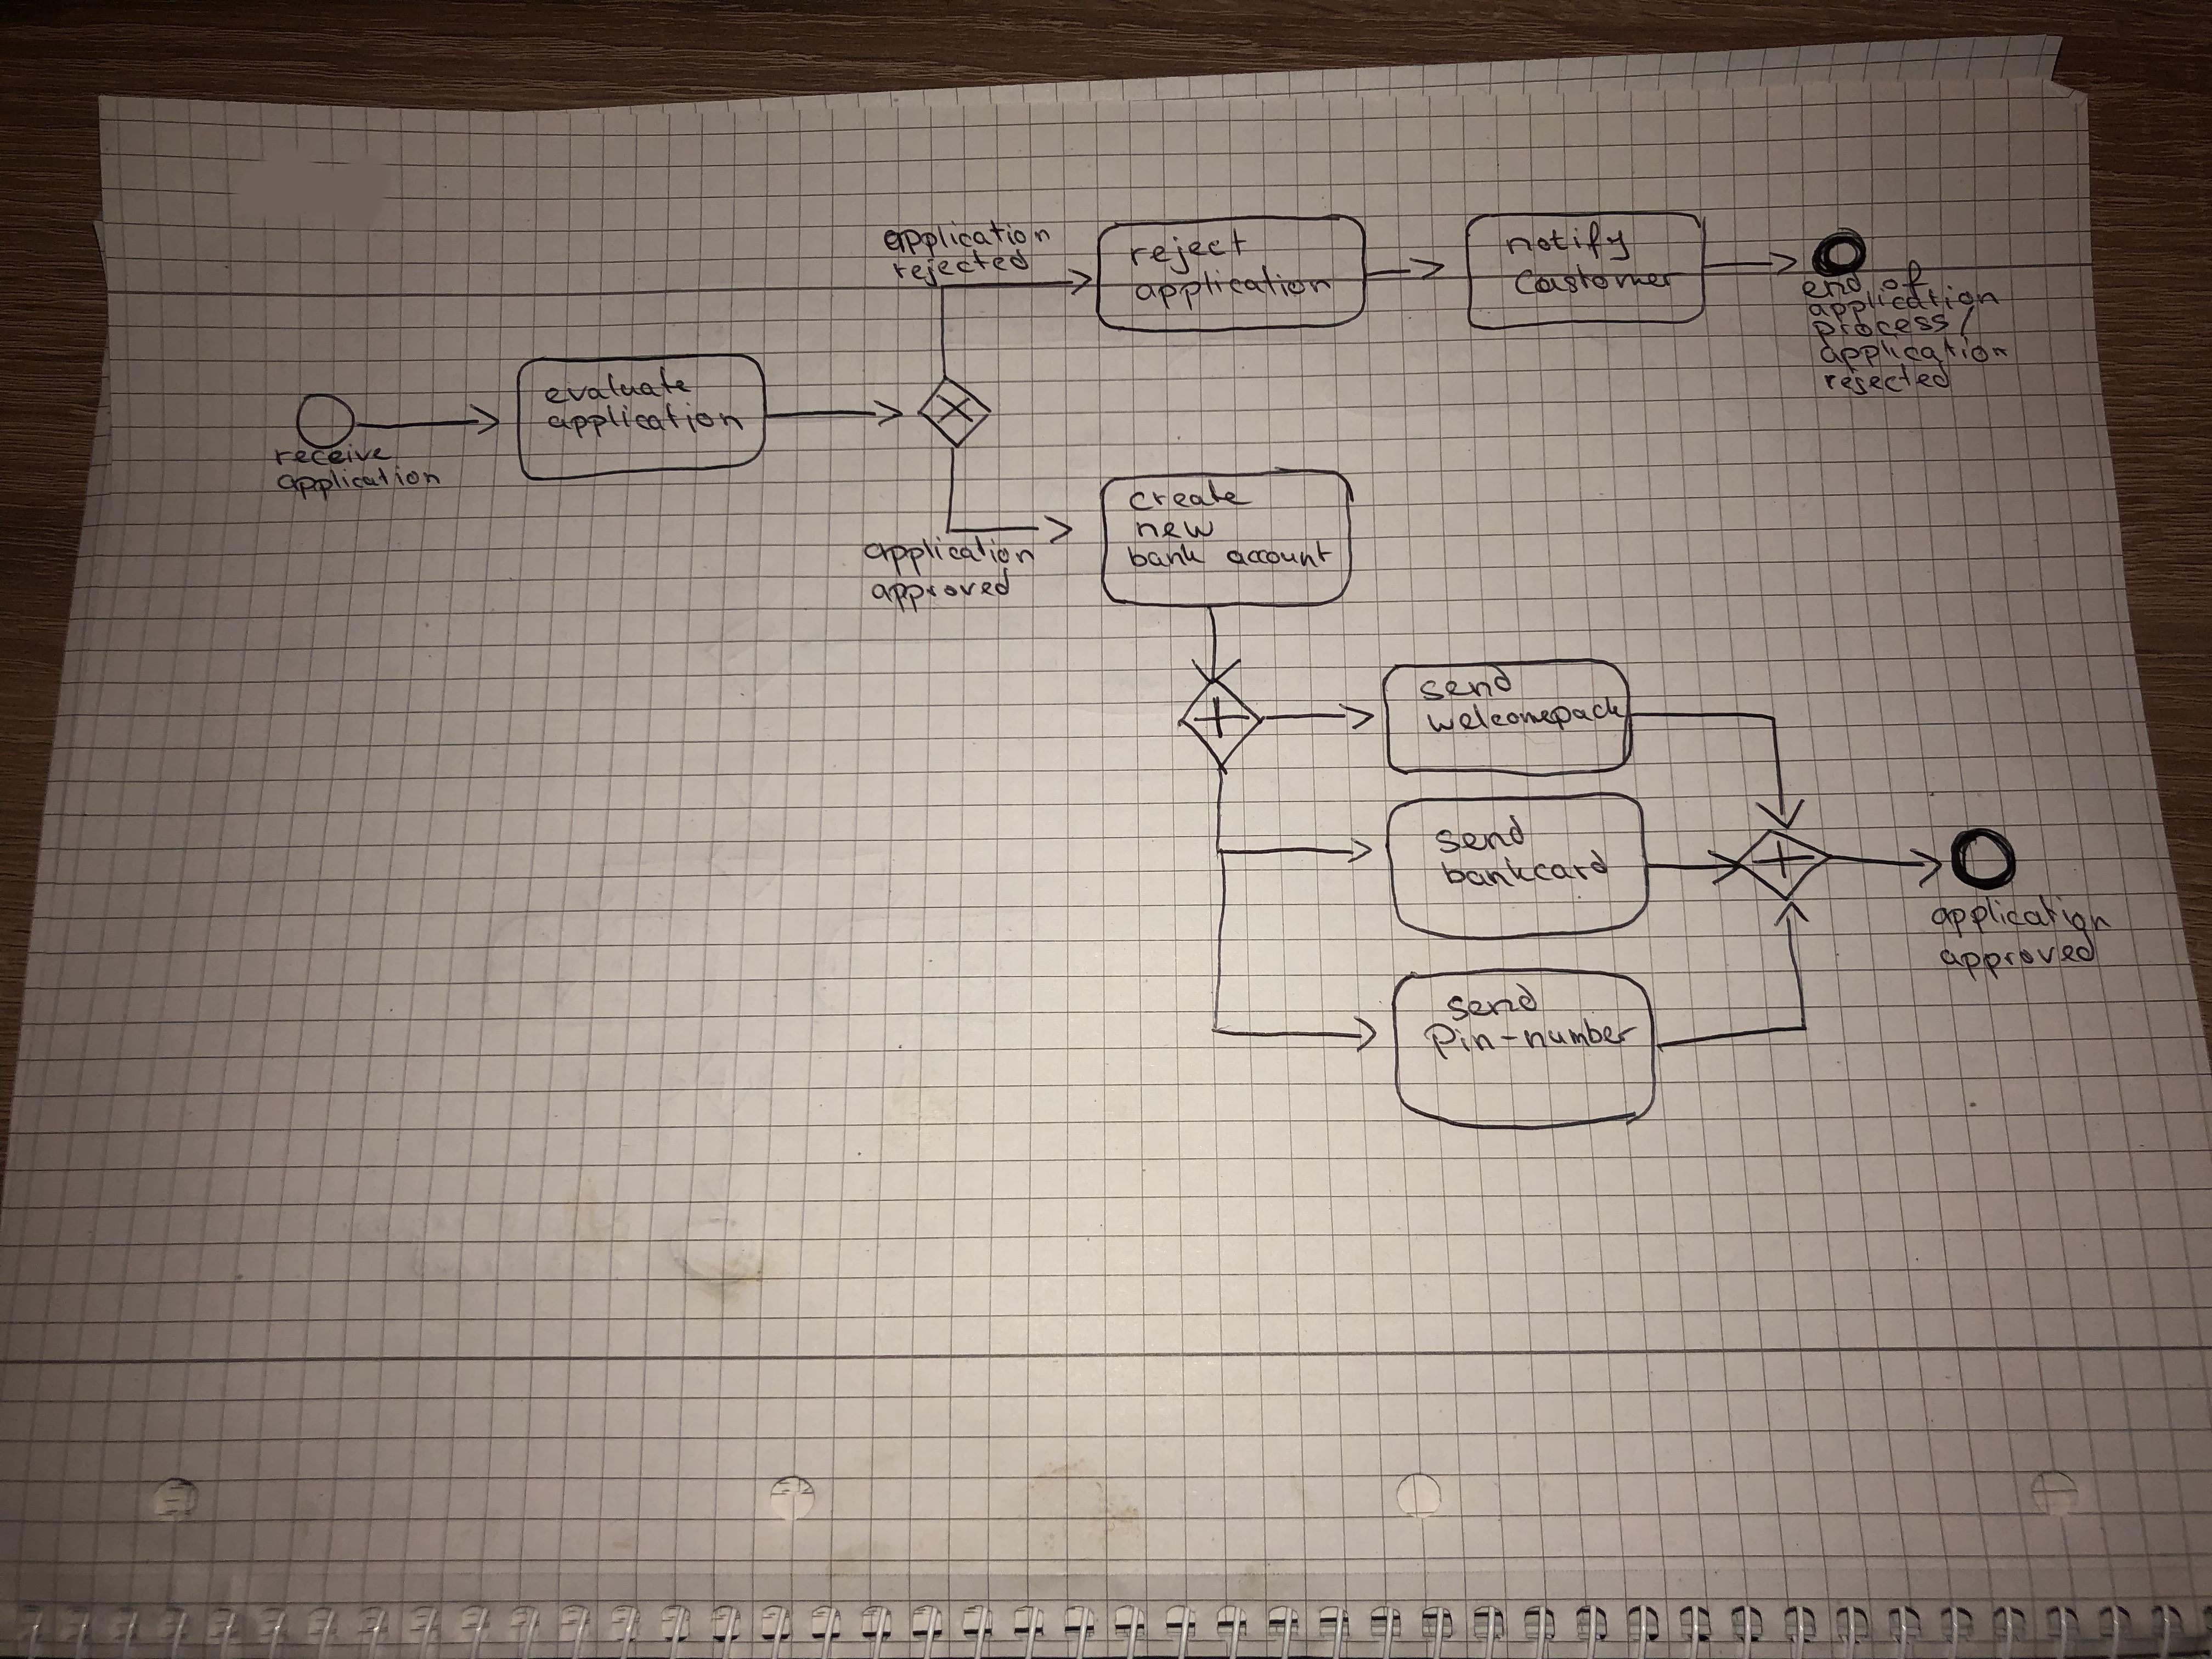 application
rejected
reject
application
notify
Customer
end of
application
process/
application
rejected
evaluate
application
receive
application
create
new
bank account
application
approved
send
welcomepack
send
bankcard
application
approved
send
Pin-number